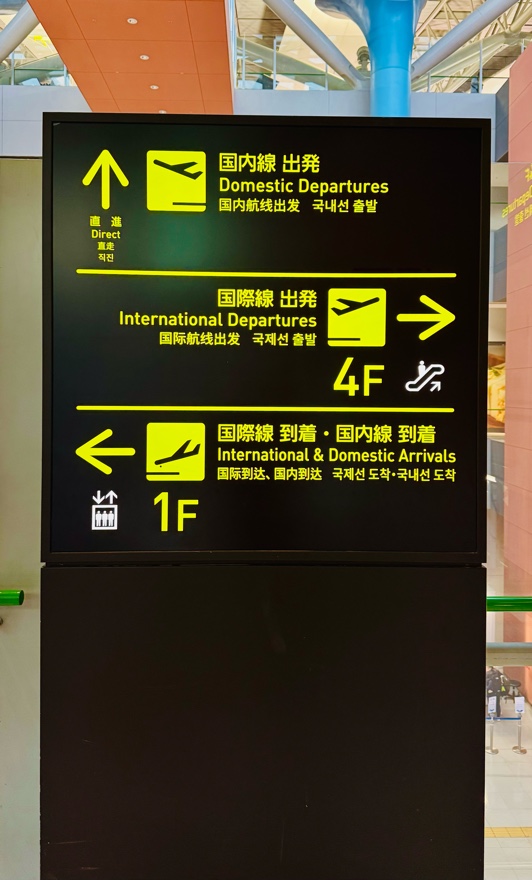 国内線 出発
Domestic Departures
国内航线出发 국내선 출발
直 進
Direct
直走
직진
国際線 出発
International Departures
国际航线出发 국제선 출발
4F
国際線 到着・国内線 到着
International & Domestic Arrivals
国际到达、国内到达 국제선 도착·국내선 도착
1F